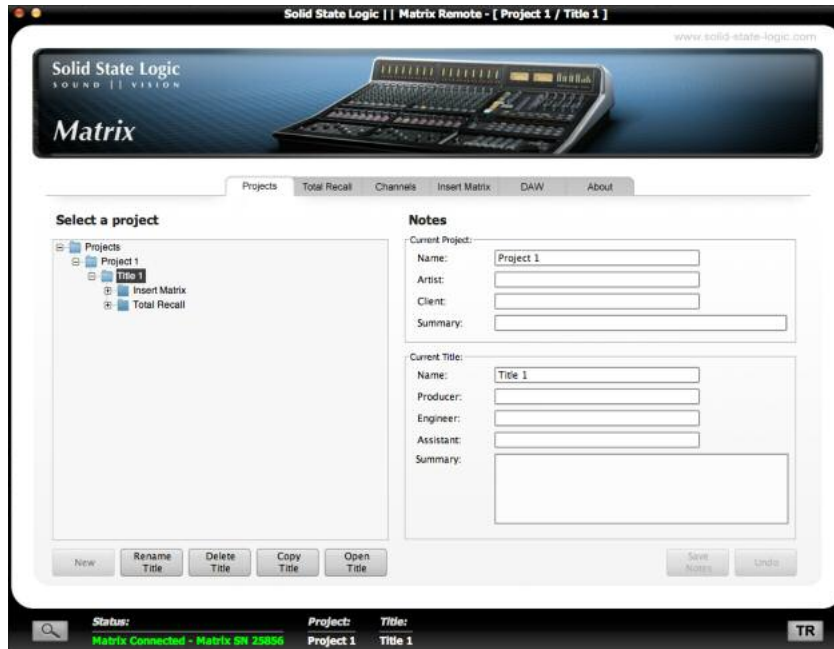 Solid State Logic || Matrix Remote - [ Project 1 / Title 1 ]
www.solid-state-logic.com
Solid State Logic
SOUND || VISION
Matrix
Projects Total Recall Channels Insert Matrix DAW About
Select a project
Projects
Project 1
Title 1
Insert Matrix
Total Recall
New
Rename Title
Delete Title
Copy Title
Open Title
Notes
Current Project:
Name: Project 1
Artist:
Client:
Summary:
Current Title:
Name: Title 1
Producer:
Engineer:
Assistant:
Summary:
Save Notes
Undo
Status: Project: Title:
Matrix Connected - Matrix SN 25856 Project 1 Title 1
TR